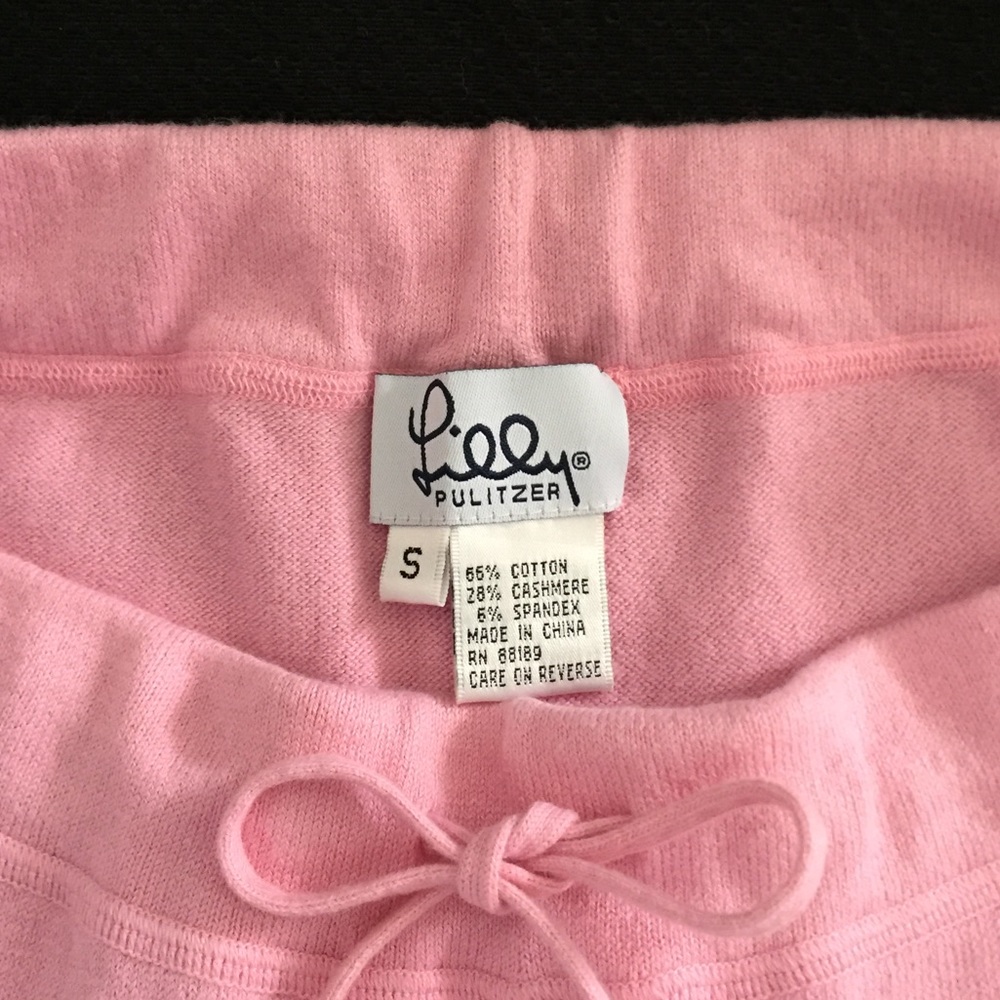 Lilly®
PULITZER
S
66% COTTON
28% CASHMERE
6% SPANDEX
MADE IN CHINA
RN 88189
CARE ON REVERSE